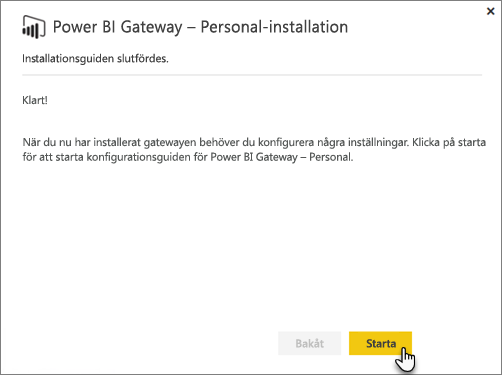 Power BI Gateway – Personal-installation
Installationsguiden slutfördes.
Klart!
När du nu har installerat gatewayen behöver du konfigurera några inställningar. Klicka på starta
för att starta konfigurationsguiden för Power BI Gateway – Personal.
Bakåt
Starta